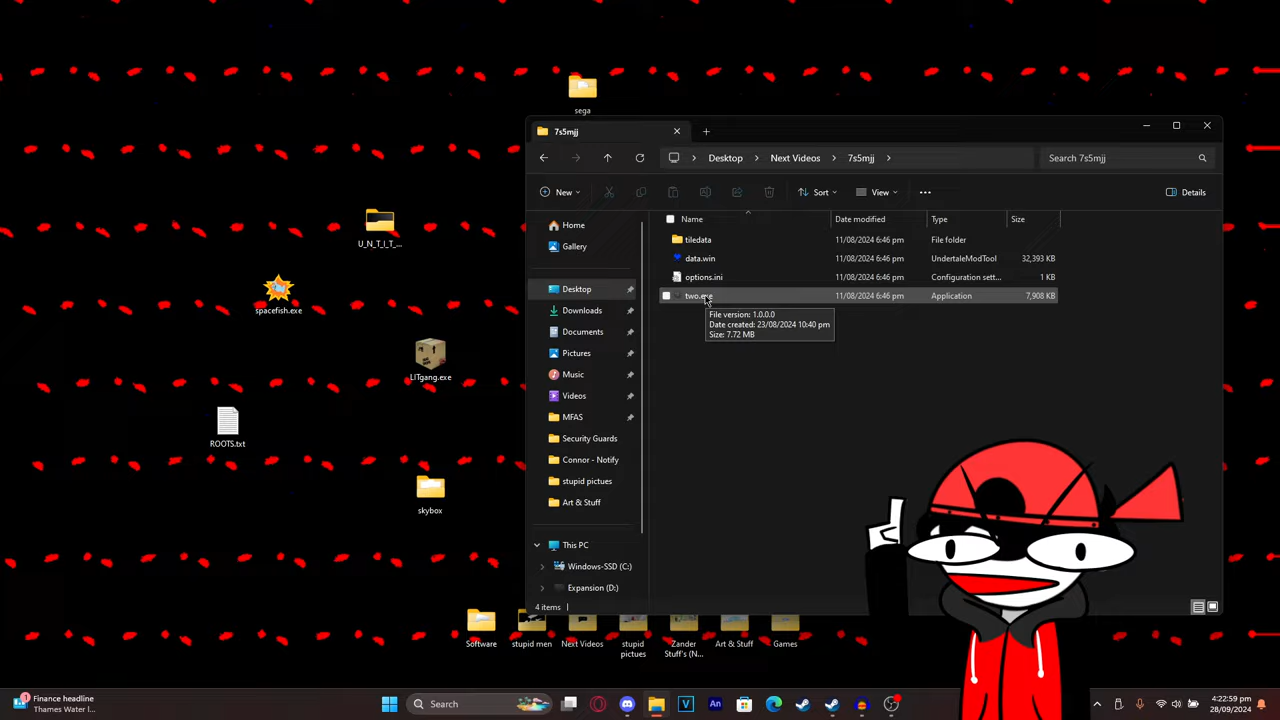 sega
U_N_T_I_T_...
spacefish.exe
LITgang.exe
ROOTS.txt
skybox
7s5mjj
Desktop
Next Videos
7s5mjj
Search 7s5mjj
New
Sort
View
Details
Name
Date modified
Type
Size
tiledata
11/08/2024 6:46 pm
File folder
data.win
11/08/2024 6:46 pm
UndertaleModTool
32,393 KB
options.ini
11/08/2024 6:46 pm
Configuration sett...
1 KB
two.exe
11/08/2024 6:46 pm
Application
7,908 KB
File version: 1.0.0.0
Date created: 23/08/2024 10:40 pm
Size: 7.72 MB
Home
Gallery
Desktop
Downloads
Documents
Pictures
Music
Videos
MFAS
Security Guards
Connor - Notify
stupid pictues
Art & Stuff
This PC
Windows-SSD (C:)
Expansion (D:)
4 items
Software
stupid men
Next Videos
stupid
pictues
Zander
Stuff's (N...
Art & Stuff
Games
1
Finance headline
Thames Water I...
Search
V
An
4:22:59 pm
28/09/2024